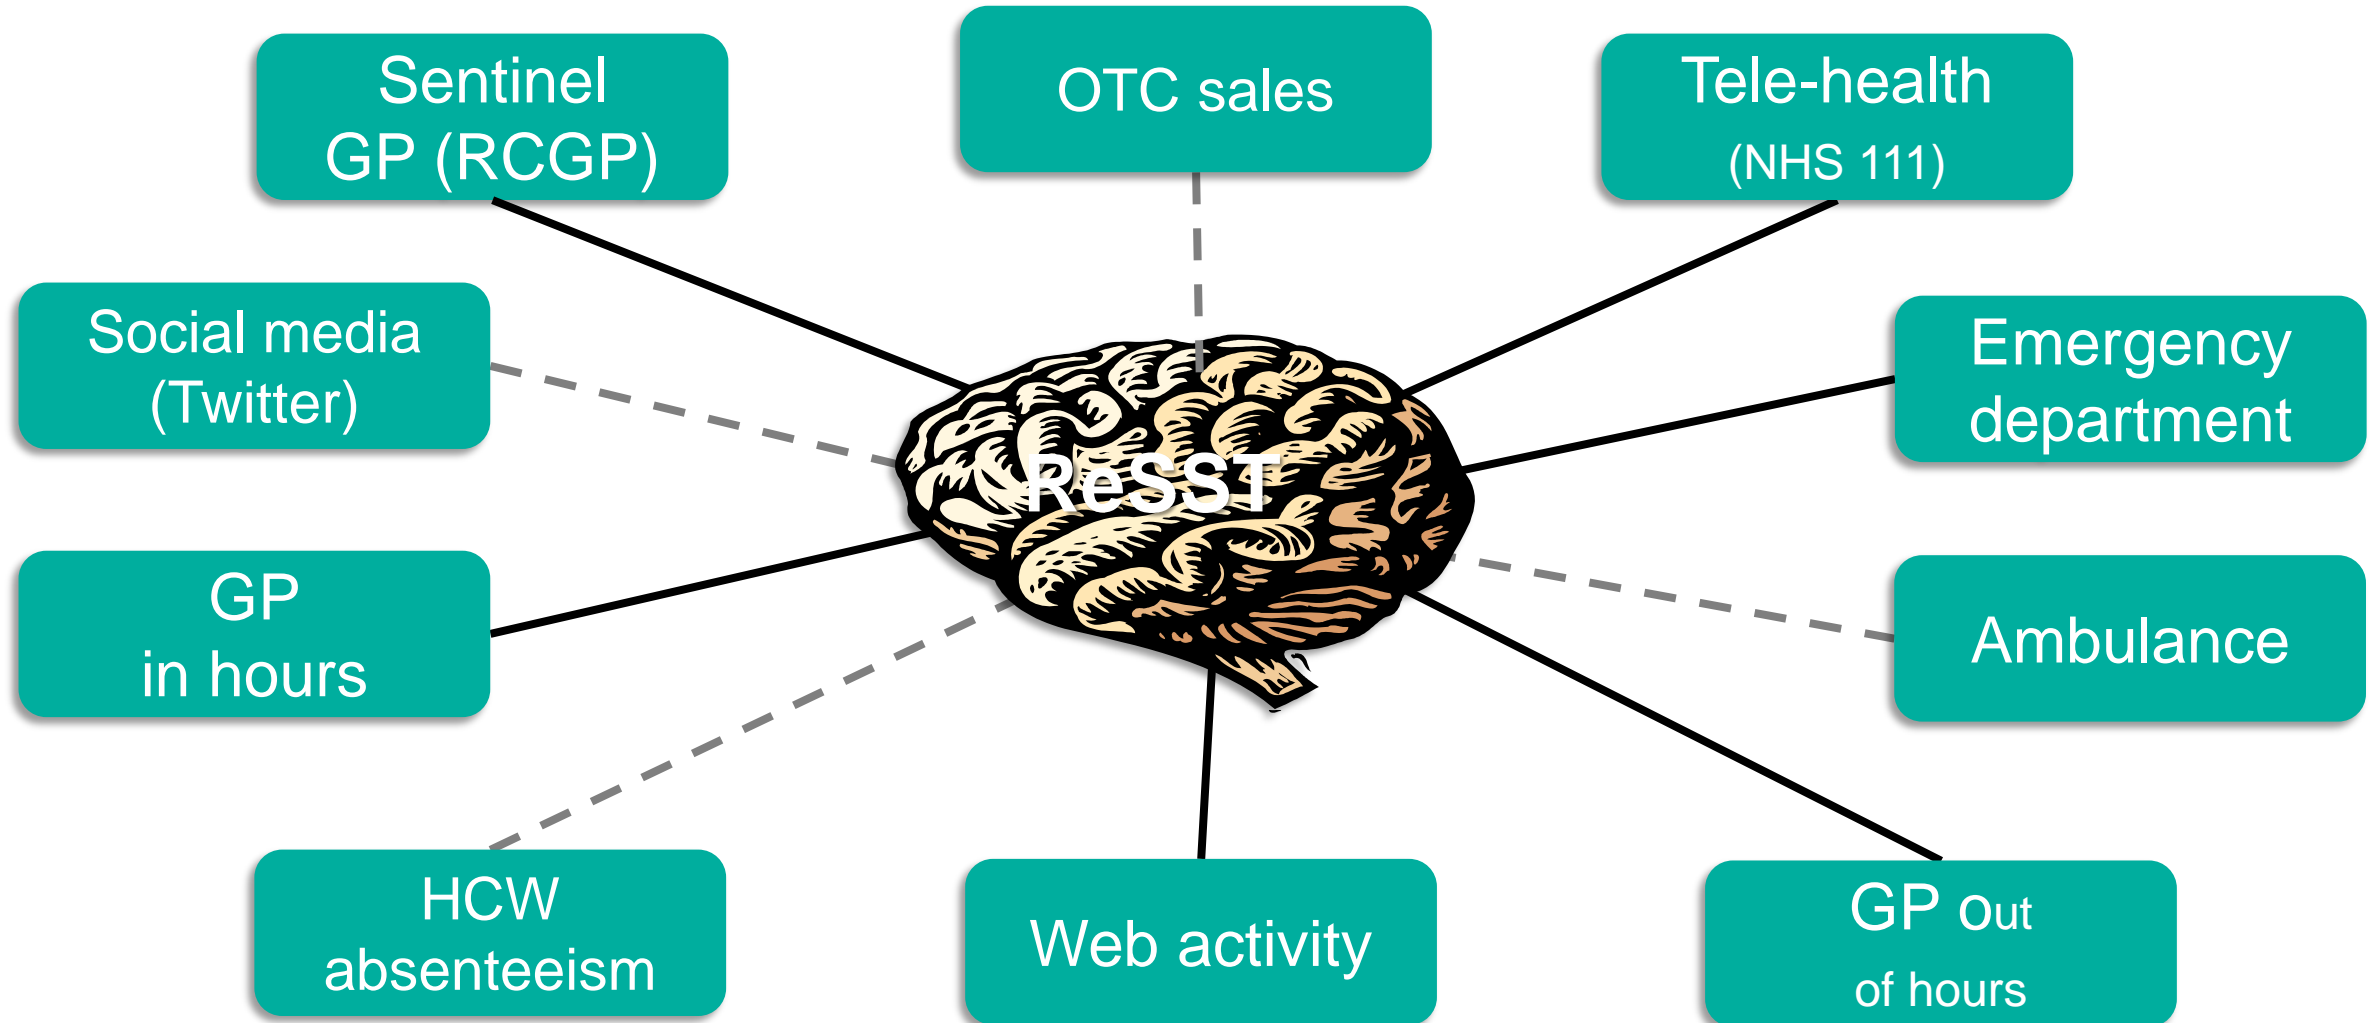 Sentinel
GP (RCGP)
OTC sales
Tele-health
(NHS 111)
Social media
(Twitter)
Emergency
department
ReSST
GP
in hours
Ambulance
HCW
absenteeism
Web activity
GP out
of hours